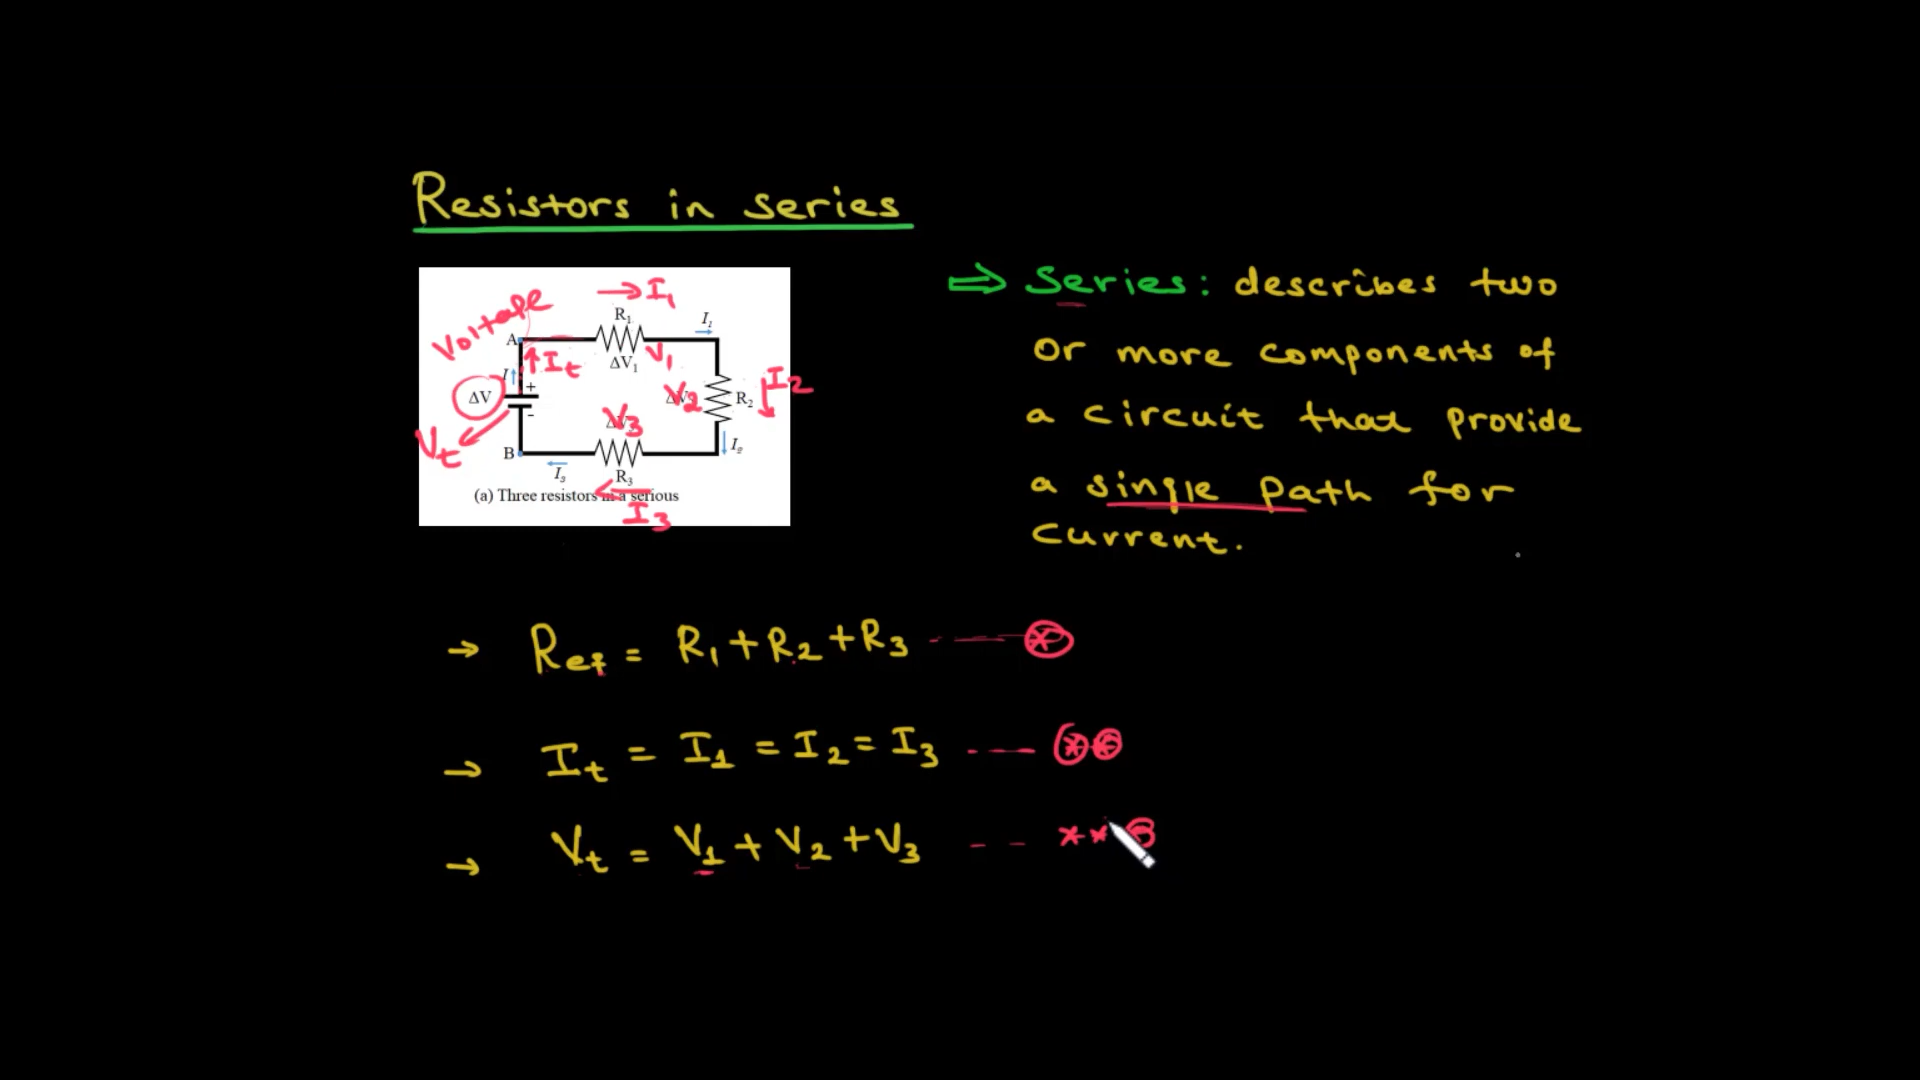 Resistors in series
Voltage
→ I₁
R₁
I₁
A
ΔV₁
V₁
I
It
+
ΔV
-
V₂
R₂
I₂
V₃
Vt
B
I₃
R₃
(a) Three resistors in a serious
I₃
⇒ Series: describes two
or more components of
a circuit that provide
a single path for
current.
→ Req = R₁ + R₂ + R₃ --- *
→ It = I₁ = I₂ = I₃ --- **
→ Vt = V₁ + V₂ + V₃ -- **